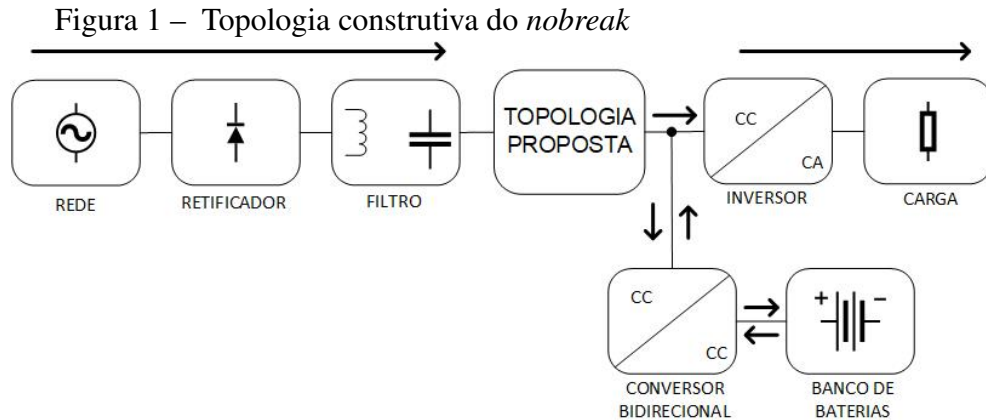 Figura 1 – Topologia construtiva do nobreak
TOPOLOGIA
PROPOSTA
CC
CA
REDE
RETIFICADOR
FILTRO
INVERSOR
CARGA
CC
CC
+
−
CONVERSOR
BIDIRECIONAL
BANCO DE
BATERIAS